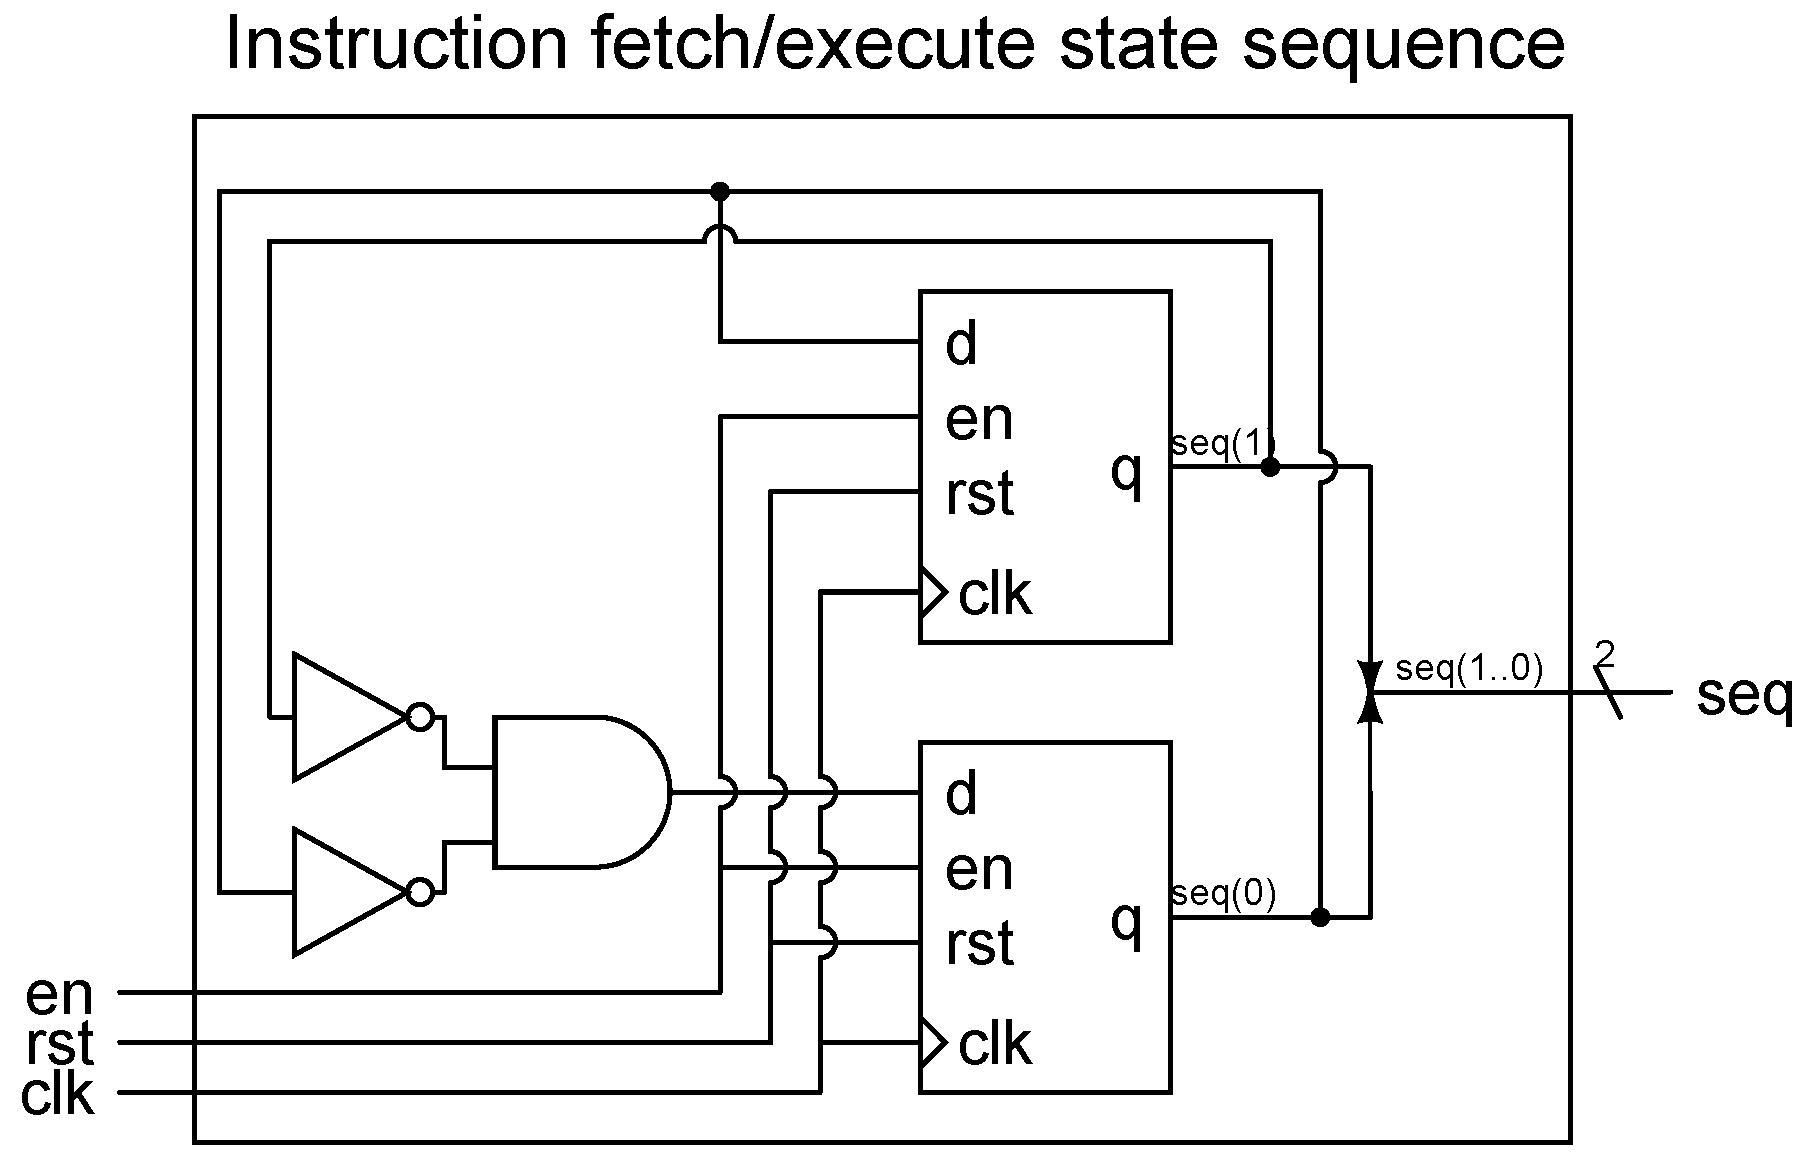 Instruction fetch/execute state sequence
d
en
rst
clk
q
seq(1)
seq(1..0)
2
seq
d
en
rst
clk
q
seq(0)
en
rst
clk